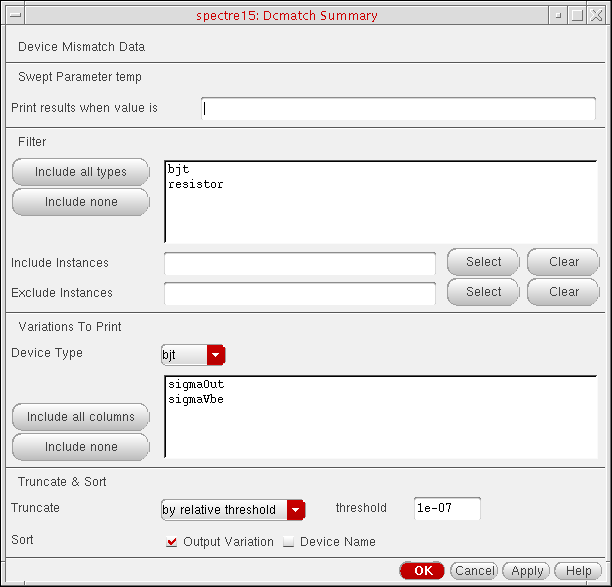 spectre15: Dcmatch Summary
Device Mismatch Data
Swept Parameter temp
Print results when value is
Filter
Include all types
Include none
bjt
resistor
Include Instances
Select
Clear
Exclude Instances
Select
Clear
Variations To Print
Device Type
bjt
Include all columns
Include none
sigmaOut
sigmaVbe
Truncate & Sort
Truncate
by relative threshold
threshold
1e-07
Sort
Output Variation
Device Name
OK
Cancel
Apply
Help